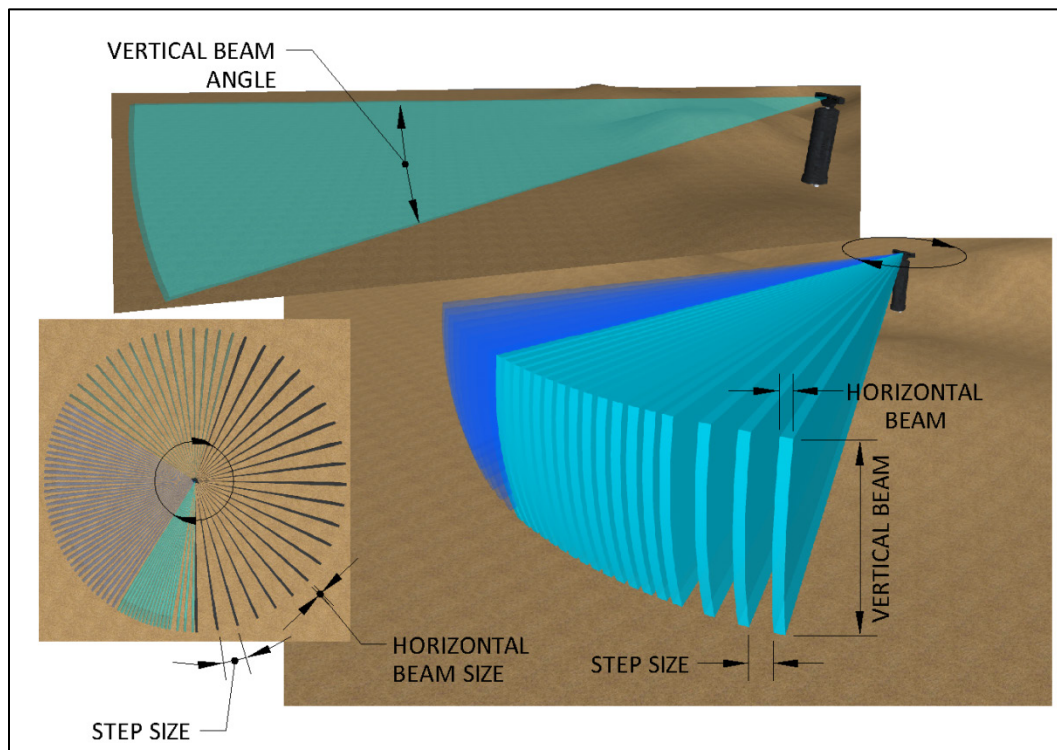 VERTICAL BEAM
ANGLE
HORIZONTAL
BEAM
VERTICAL BEAM
STEP SIZE
HORIZONTAL
BEAM SIZE
STEP SIZE